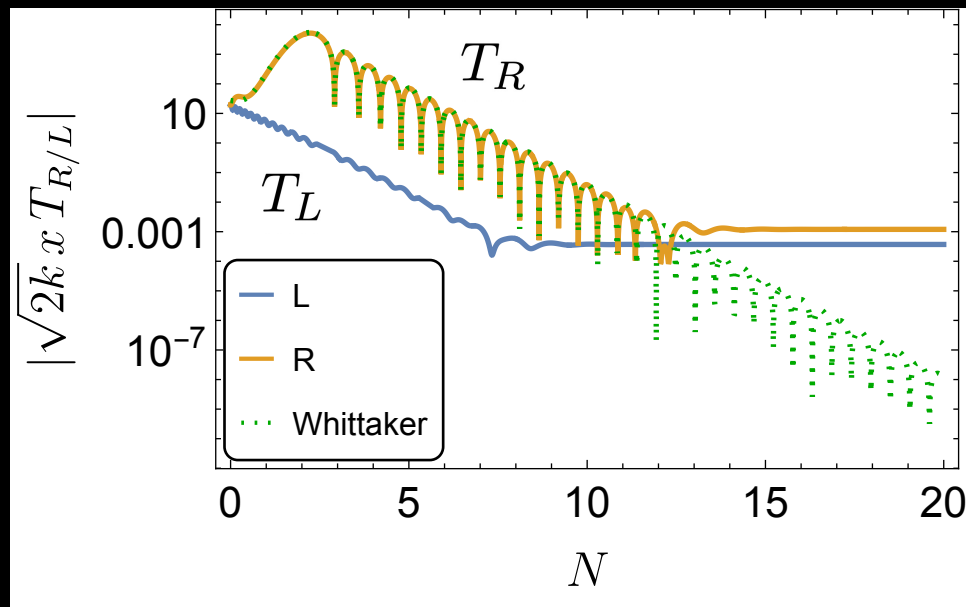 |√2k x T_{R/L}|
10
0.001
10^{-7}
T_R
T_L
L
R
Whittaker
0 5 10 15 20
N